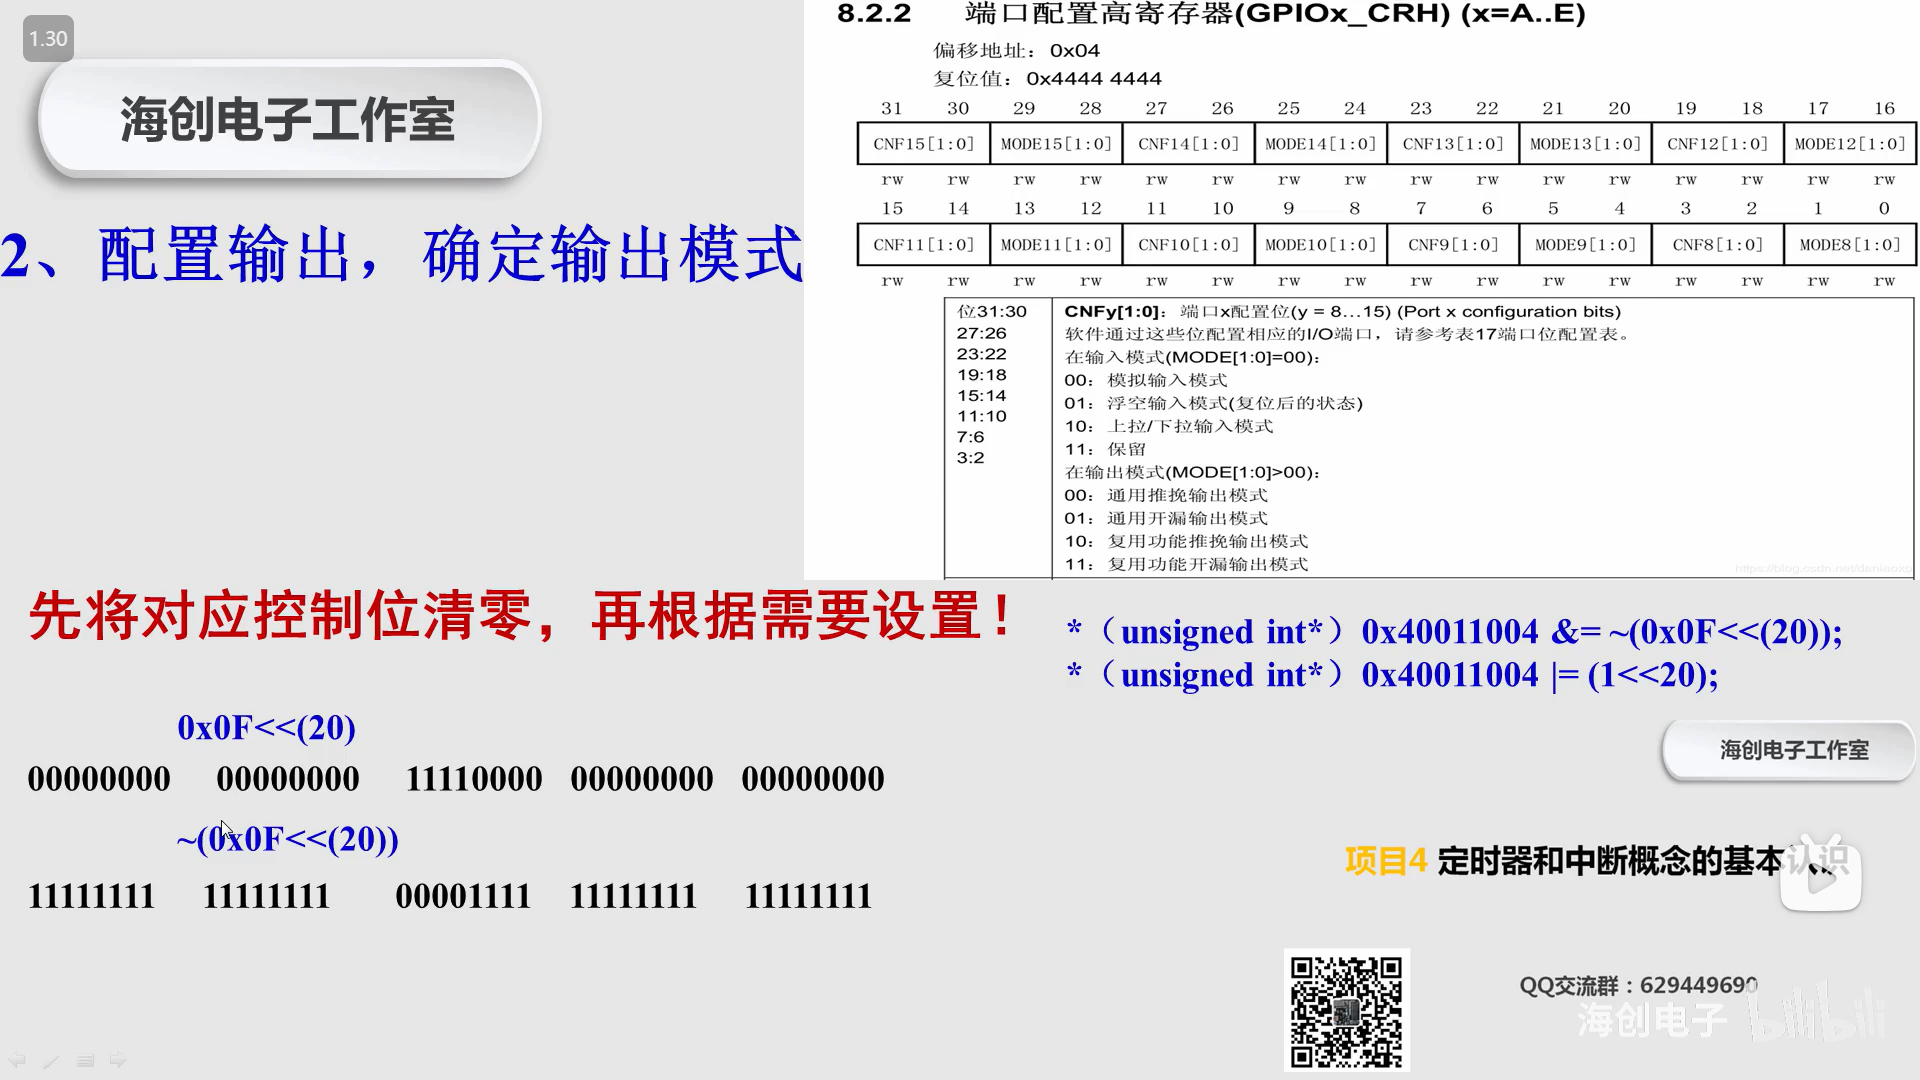 1.30
海创电子工作室
2、配置输出，确定输出模式
8.2.2 端口配置高寄存器(GPIOx_CRH) (x=A..E)
偏移地址：0x04
复位值：0x4444 4444
31 30 29 28 27 26 25 24 23 22 21 20 19 18 17 16
CNF15[1:0] MODE15[1:0] CNF14[1:0] MODE14[1:0] CNF13[1:0] MODE13[1:0] CNF12[1:0] MODE12[1:0]
rw rw rw rw rw rw rw rw rw rw rw rw rw rw rw rw
15 14 13 12 11 10 9 8 7 6 5 4 3 2 1 0
CNF11[1:0] MODE11[1:0] CNF10[1:0] MODE10[1:0] CNF9[1:0] MODE9[1:0] CNF8[1:0] MODE8[1:0]
rw rw rw rw rw rw rw rw rw rw rw rw rw rw rw rw
位31:30
27:26
23:22
19:18
15:14
11:10
7:6
3:2
CNFy[1:0]：端口x配置位(y = 8…15) (Port x configuration bits)
软件通过这些位配置相应的I/O端口，请参考表17端口位配置表。
在输入模式(MODE[1:0]=00)：
00：模拟输入模式
01：浮空输入模式(复位后的状态)
10：上拉/下拉输入模式
11：保留
在输出模式(MODE[1:0]>00)：
00：通用推挽输出模式
01：通用开漏输出模式
10：复用功能推挽输出模式
11：复用功能开漏输出模式
先将对应控制位清零，再根据需要设置！
*（unsigned int*）0x40011004 &= ~(0x0F<<(20));
*（unsigned int*）0x40011004 |= (1<<20);
0x0F<<(20)
00000000 00000000 11110000 00000000 00000000
~(0x0F<<(20))
11111111 11111111 00001111 11111111 11111111
海创电子工作室
项目4 定时器和中断概念的基本认识
QQ交流群：629449690
海创电子 bilibili